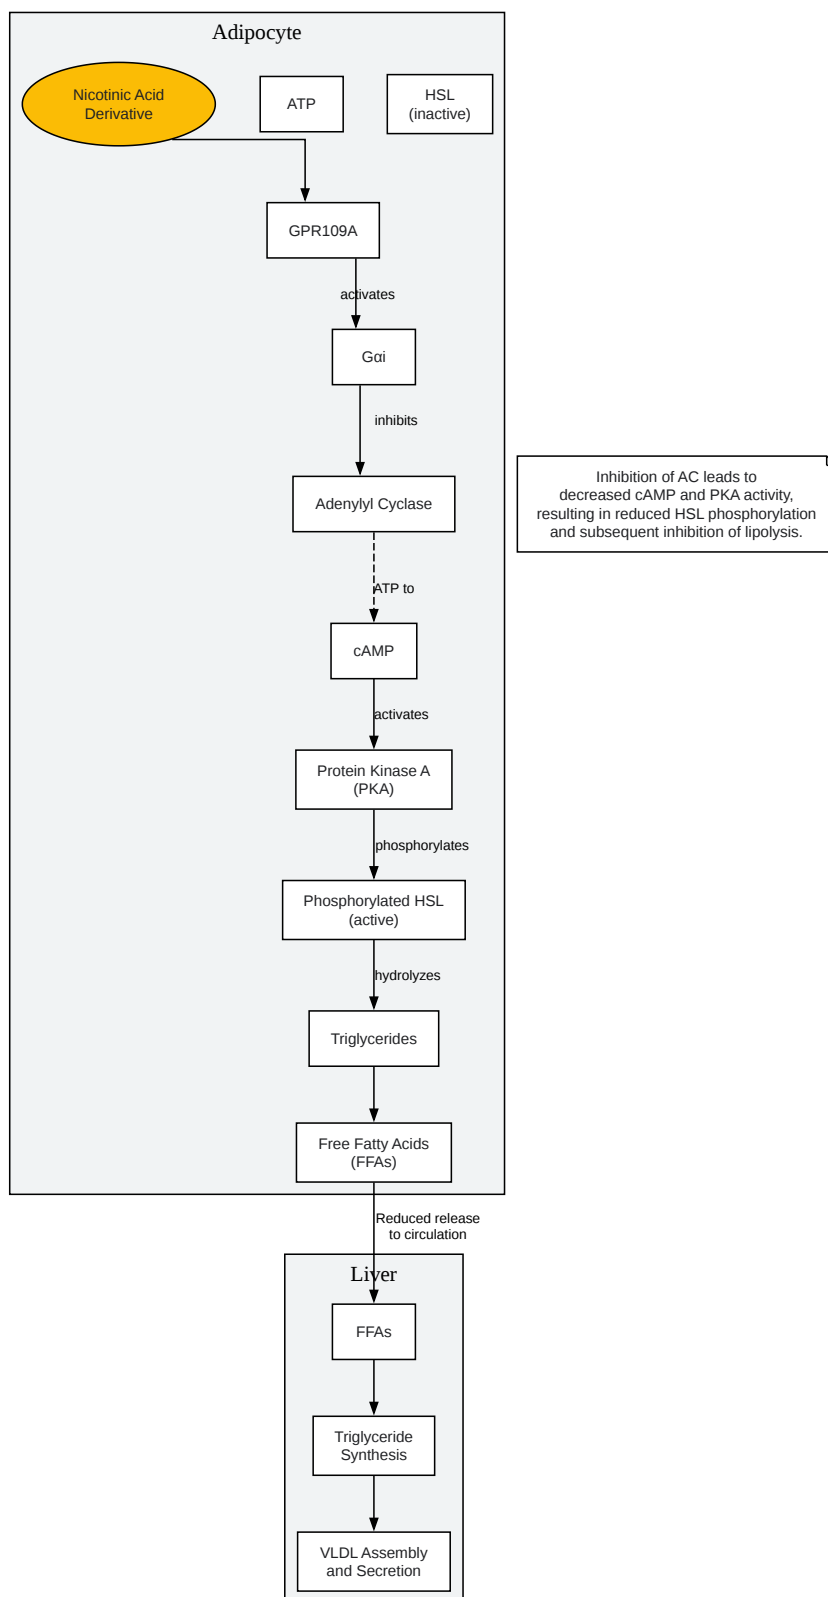 Adipocyte
Nicotinic Acid
Derivative
ATP
HSL
(inactive)
GPR109A
activates
Gαi
inhibits
Adenylyl Cyclase
Inhibition of AC leads to
decreased cAMP and PKA activity,
resulting in reduced HSL phosphorylation
and subsequent inhibition of lipolysis.
ATP to
cAMP
activates
Protein Kinase A
(PKA)
phosphorylates
Phosphorylated HSL
(active)
hydrolyzes
Triglycerides
Free Fatty Acids
(FFAs)
Reduced release
to circulation
Liver
FFAs
Triglyceride
Synthesis
VLDL Assembly
and Secretion